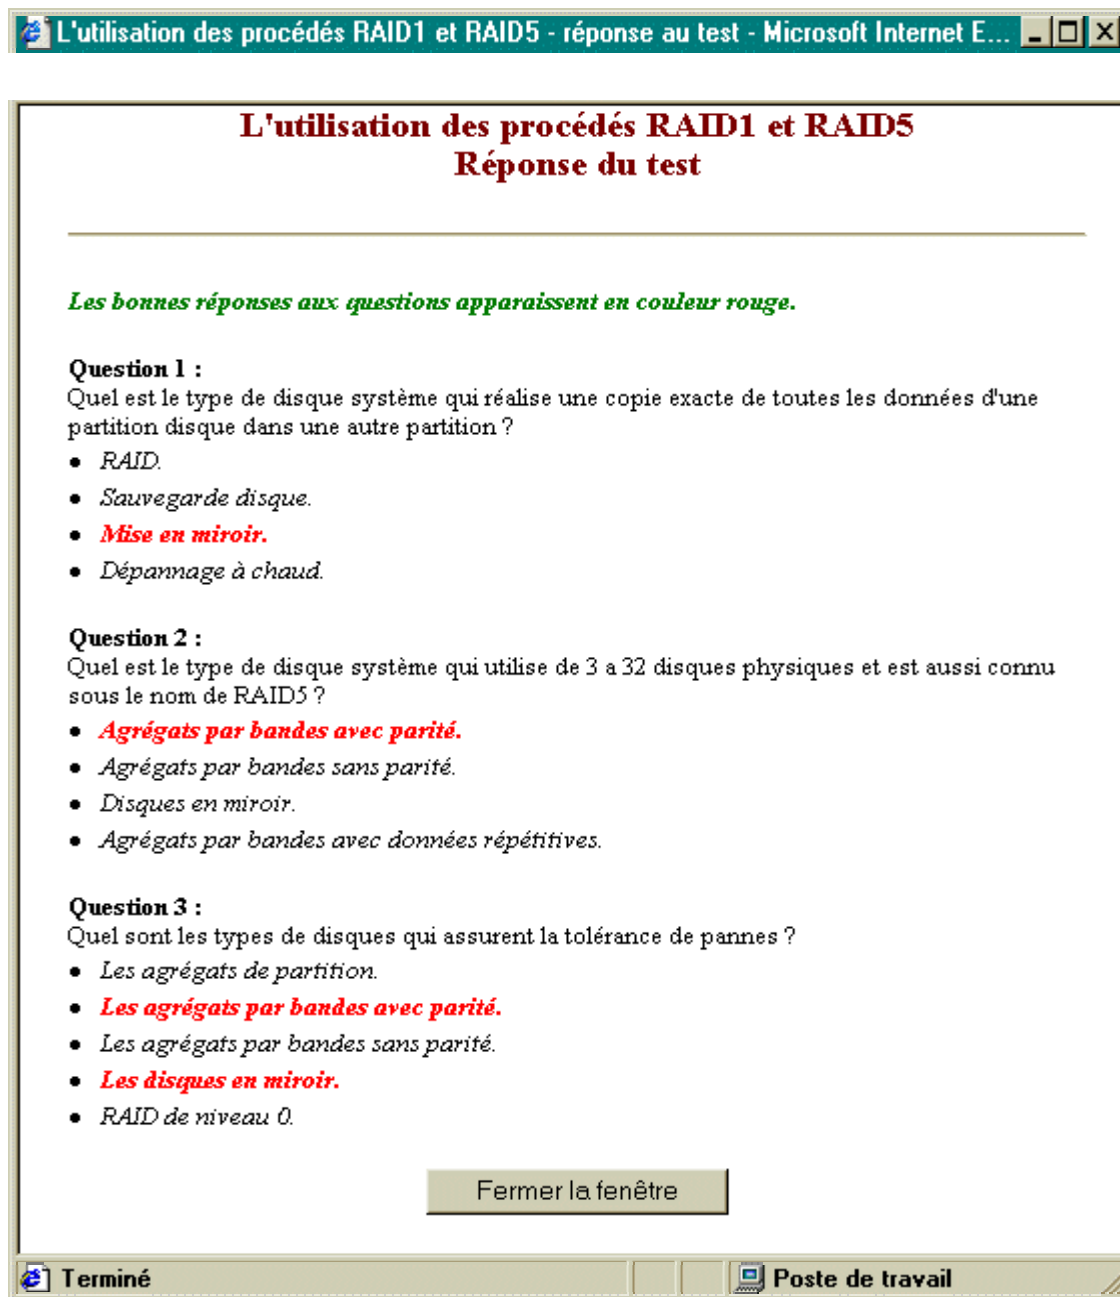 L'utilisation des procédés RAID1 et RAID5 - réponse au test - Microsoft Internet E...
L'utilisation des procédés RAID1 et RAID5
Réponse du test
Les bonnes réponses aux questions apparaissent en couleur rouge.
Question 1 :
Quel est le type de disque système qui réalise une copie exacte de toutes les données d'une
partition disque dans une autre partition ?
• RAID.
• Sauvegarde disque.
• Mise en miroir.
• Dépannage à chaud.
Question 2 :
Quel est le type de disque système qui utilise de 3 a 32 disques physiques et est aussi connu
sous le nom de RAID5 ?
• Agrégats par bandes avec parité.
• Agrégats par bandes sans parité.
• Disques en miroir.
• Agrégats par bandes avec données répétitives.
Question 3 :
Quel sont les types de disques qui assurent la tolérance de pannes ?
• Les agrégats de partition.
• Les agrégats par bandes avec parité.
• Les agrégats par bandes sans parité.
• Les disques en miroir.
• RAID de niveau 0.
Fermer la fenêtre
Terminé
Poste de travail